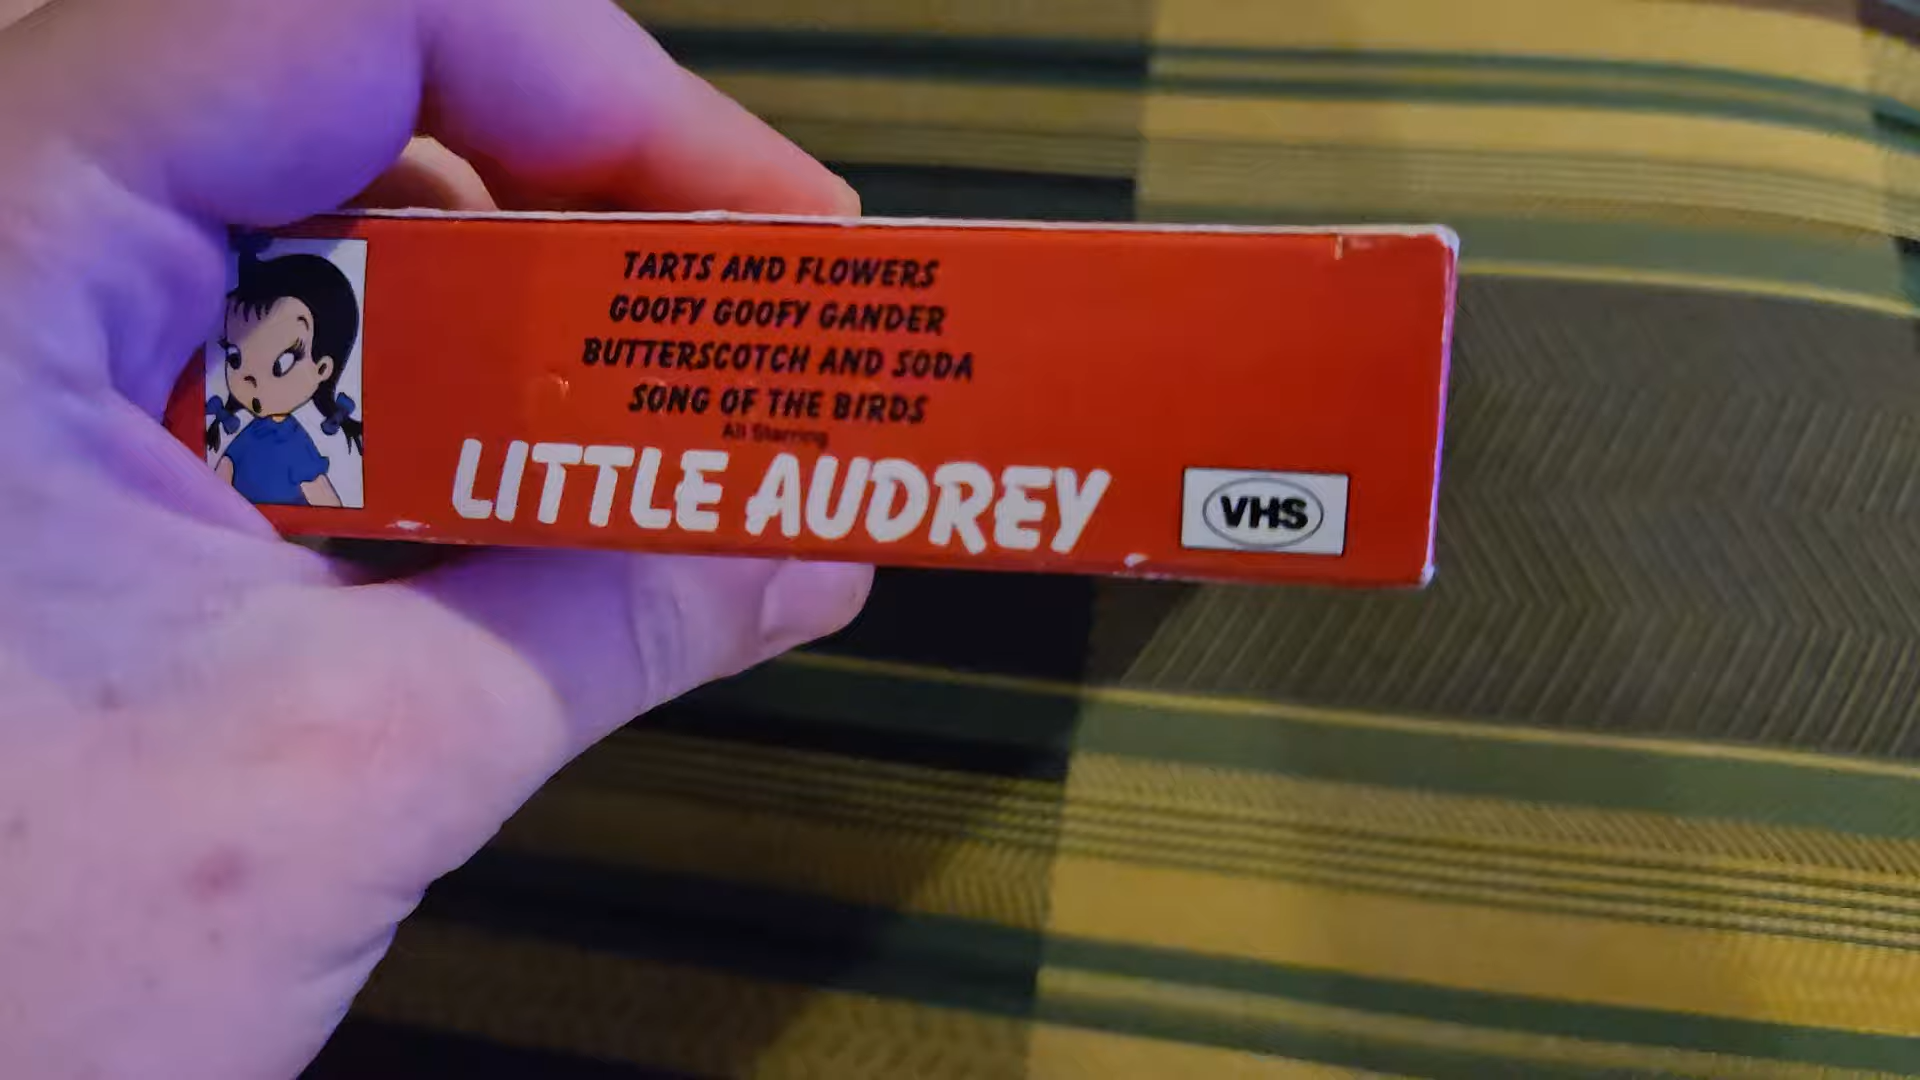 TARTS AND FLOWERS
GOOFY GOOFY GANDER
BUTTERSCOTCH AND SODA
SONG OF THE BIRDS
All Starring
LITTLE AUDREY
VHS